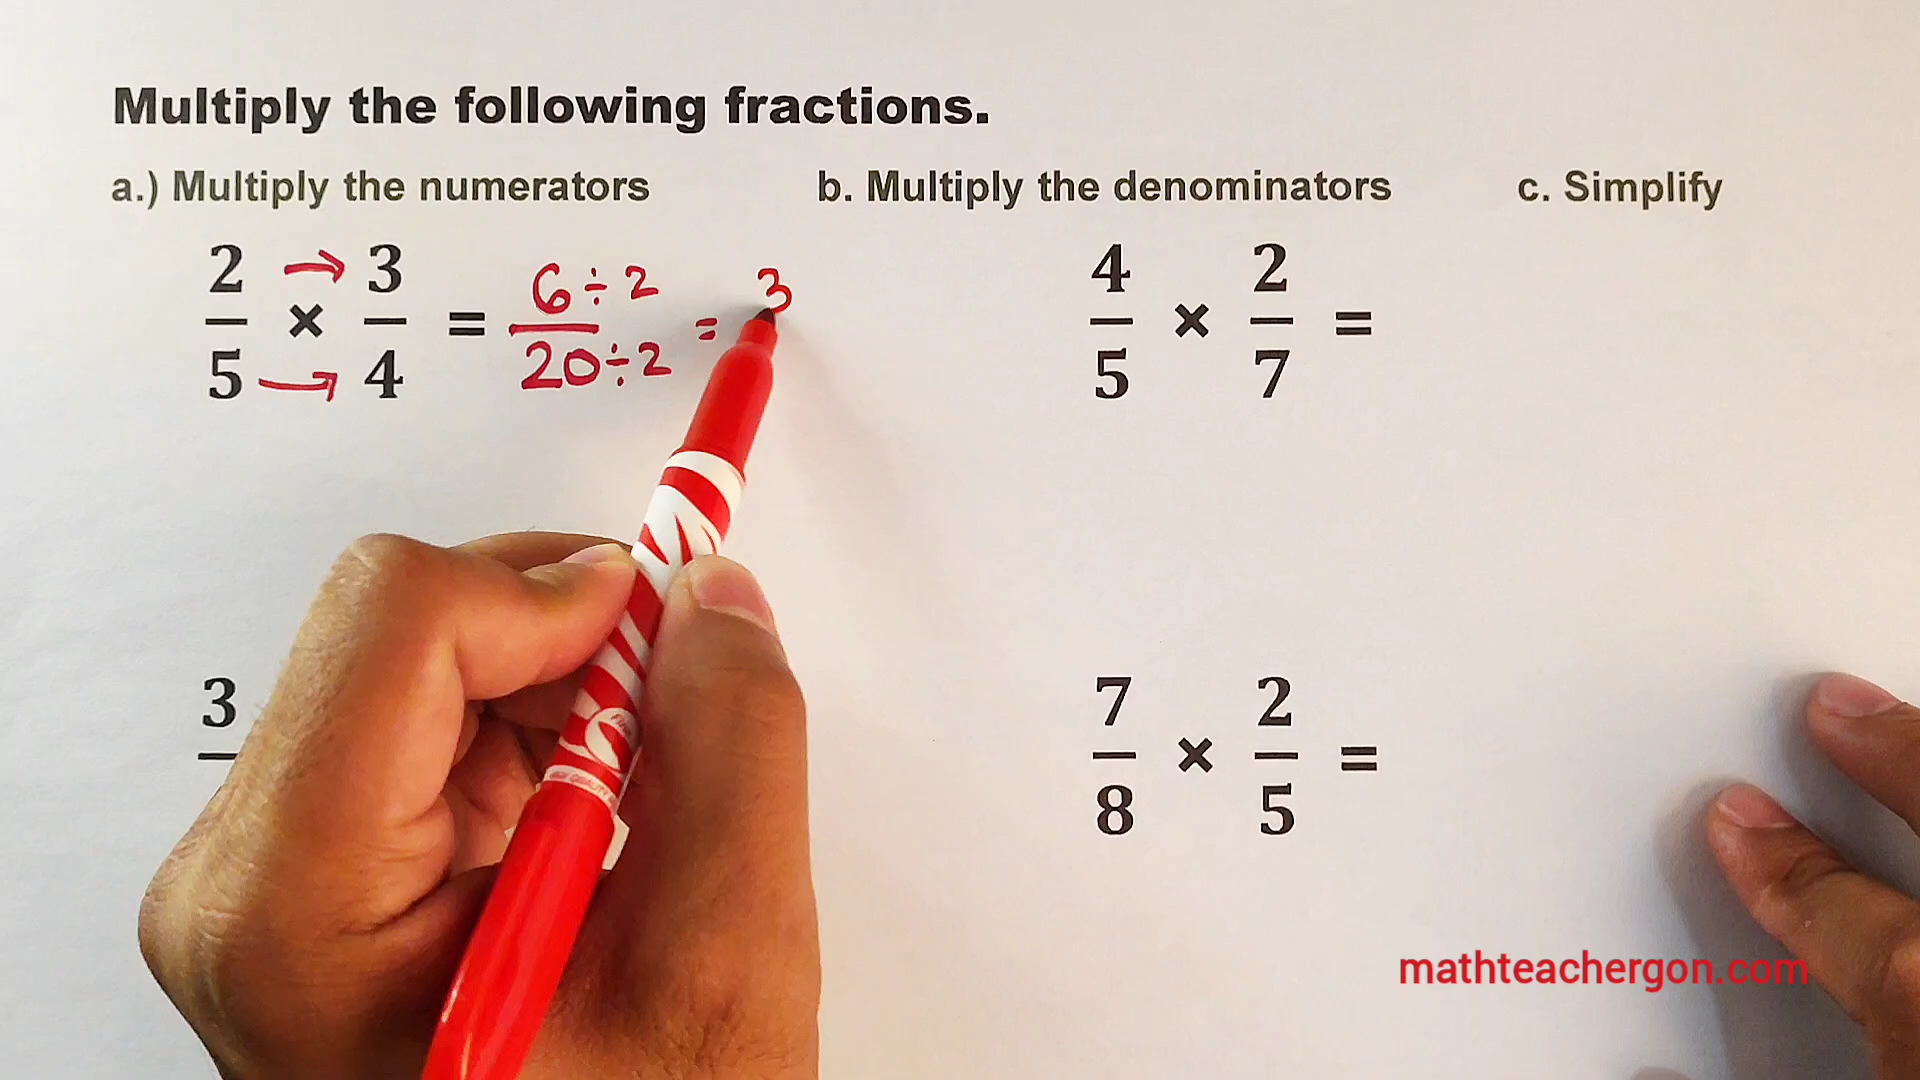 Multiply the following fractions.
a.) Multiply the numerators b. Multiply the denominators c. Simplify
2/5 × 3/4 = 6÷2/20÷2 = 3
4/5 × 2/7 =
3
7/8 × 2/5 =
mathteachergon.com